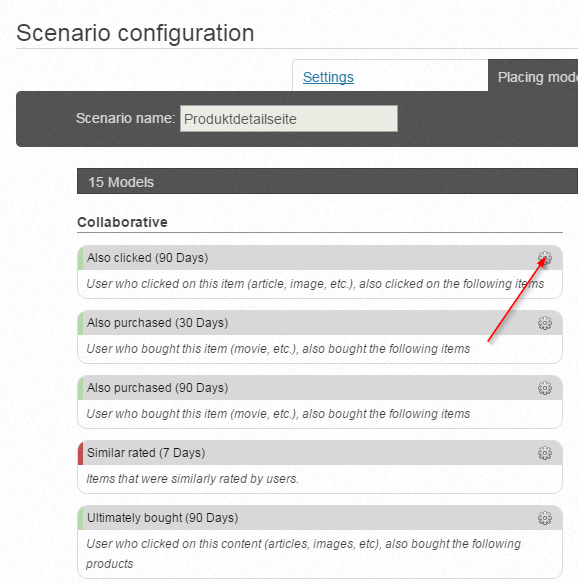 Scenario configuration
Settings
Placing mode
Scenario name: Produktdetailseite
15 Models
Collaborative
Also clicked (90 Days)
User who clicked on this item (article, image, etc.), also clicked on the following items
Also purchased (30 Days)
User who bought this item (movie, etc.), also bought the following items
Also purchased (90 Days)
User who bought this item (movie, etc.), also bought the following items
Similar rated (7 Days)
Items that were similarly rated by users.
Ultimately bought (90 Days)
User who clicked on this content (articles, images, etc), also bought the following
products